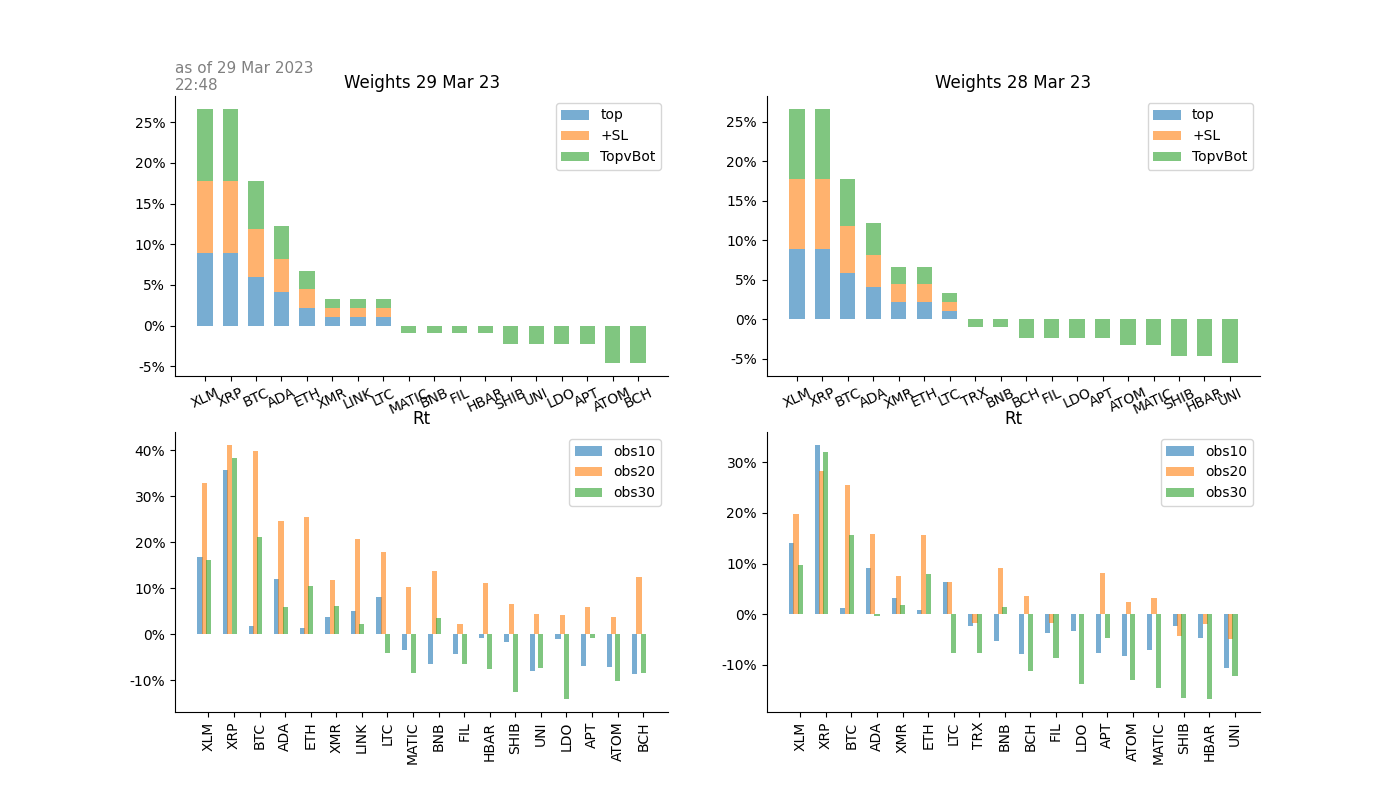 as of 29 Mar 2023
22:48
Weights 29 Mar 23
25%
20%
15%
10%
5%
0%
-5%
top
+SL
TopvBot
XLM XRP BTC ADA ETH XMR LINK LTC MATIC BNB FIL HBAR SHIB UNI LDO APT ATOM BCH
Weights 28 Mar 23
25%
20%
15%
10%
5%
0%
-5%
top
+SL
TopvBot
XLM XRP BTC ADA XMR ETH LTC TRX BNB BCH FIL LDO APT ATOM MATIC SHIB HBAR UNI
Rt
40%
30%
20%
10%
0%
-10%
obs10
obs20
obs30
XLM XRP BTC ADA ETH XMR LINK LTC MATIC BNB FIL HBAR SHIB UNI LDO APT ATOM BCH
Rt
30%
20%
10%
0%
-10%
obs10
obs20
obs30
XLM XRP BTC ADA XMR ETH LTC TRX BNB BCH FIL LDO APT ATOM MATIC SHIB HBAR UNI